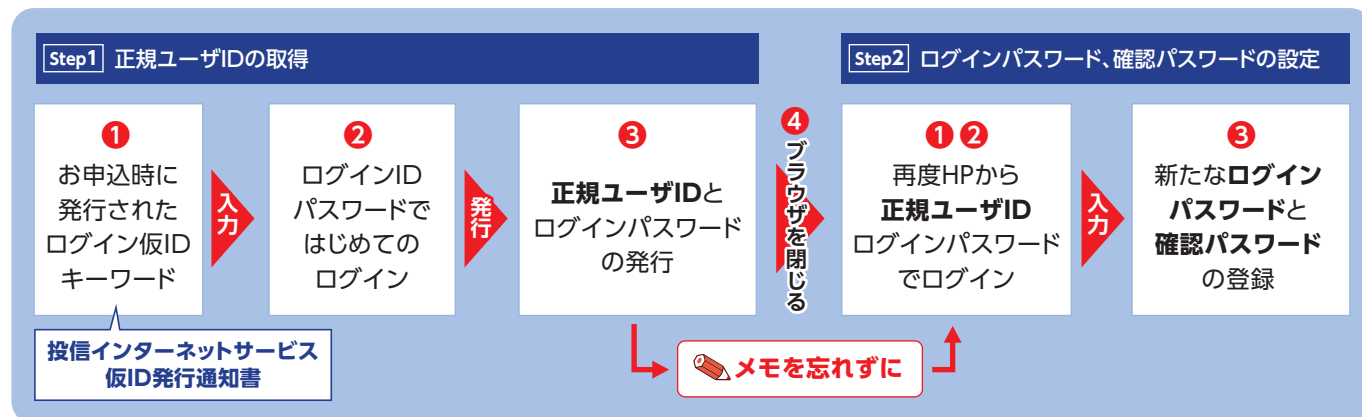 Step1 正規ユーザIDの取得
❶
お申込時に
発行された
ログイン仮ID
キーワード
投信インターネットサービス
仮ID発行通知書
入力
❷
ログインID
パスワードで
はじめての
ログイン
発行
❸
正規ユーザIDと
ログインパスワード
の発行
❹ブラウザを閉じる
メモを忘れずに
Step2 ログインパスワード、確認パスワードの設定
❶❷
再度HPから
正規ユーザID
ログインパスワード
でログイン
入力
❸
新たなログイン
パスワードと
確認パスワード
の登録